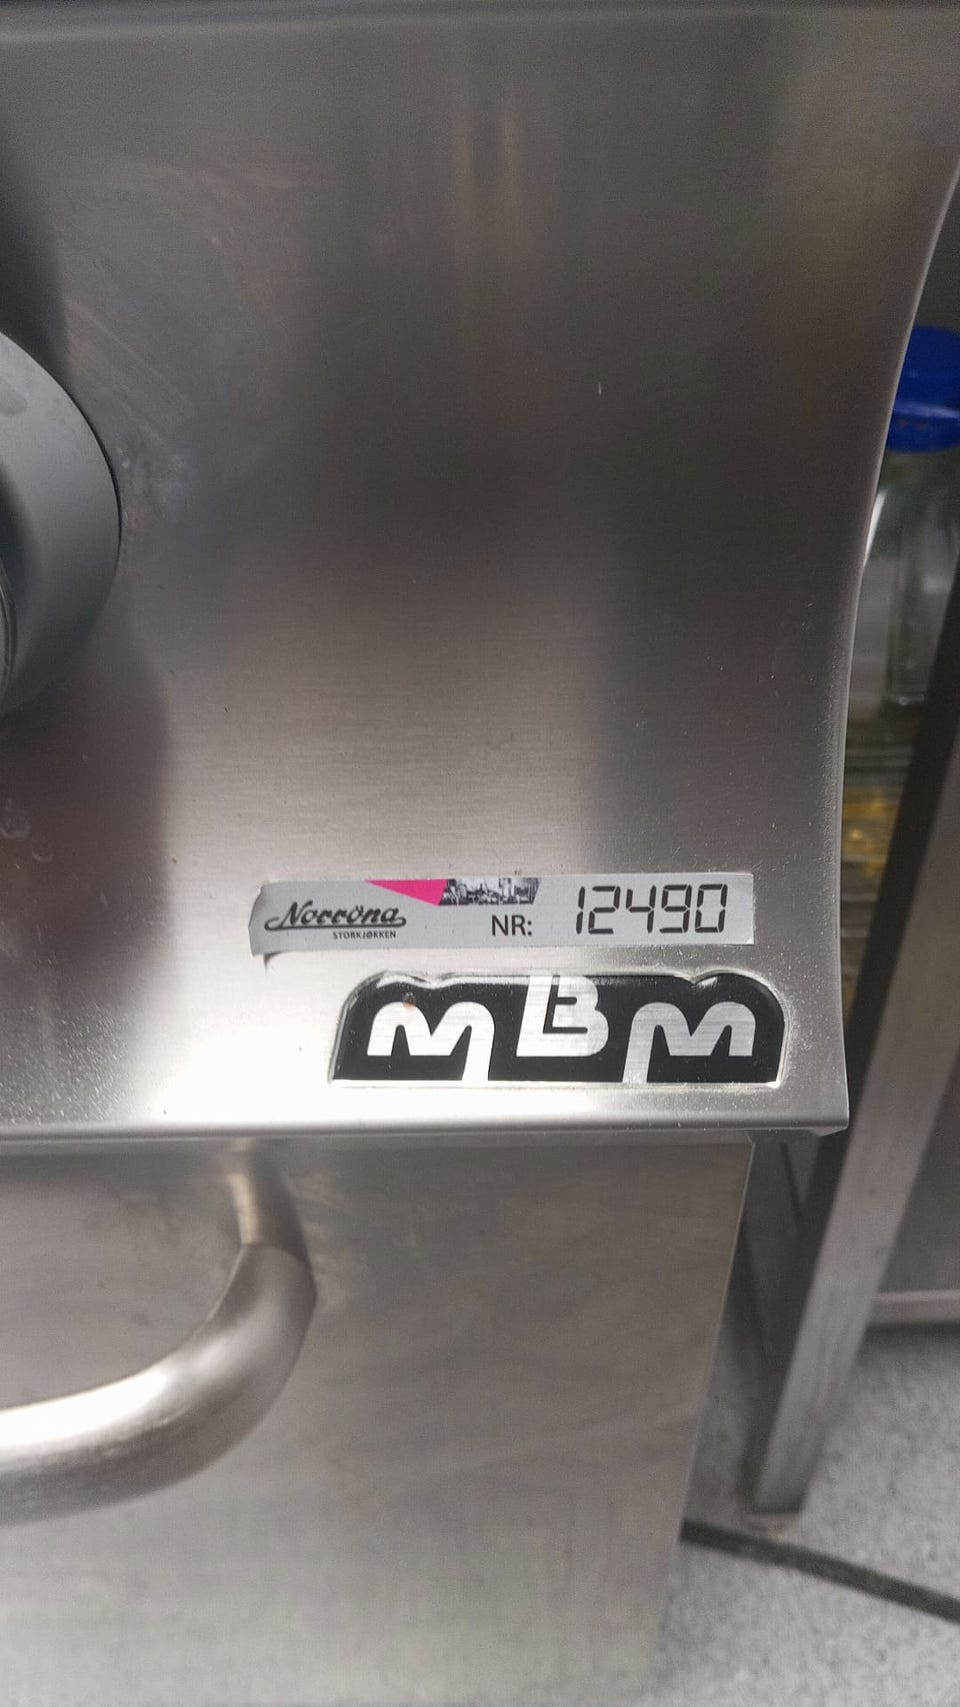 Norröna
STORKJØKKEN
NR: 12490
MBM